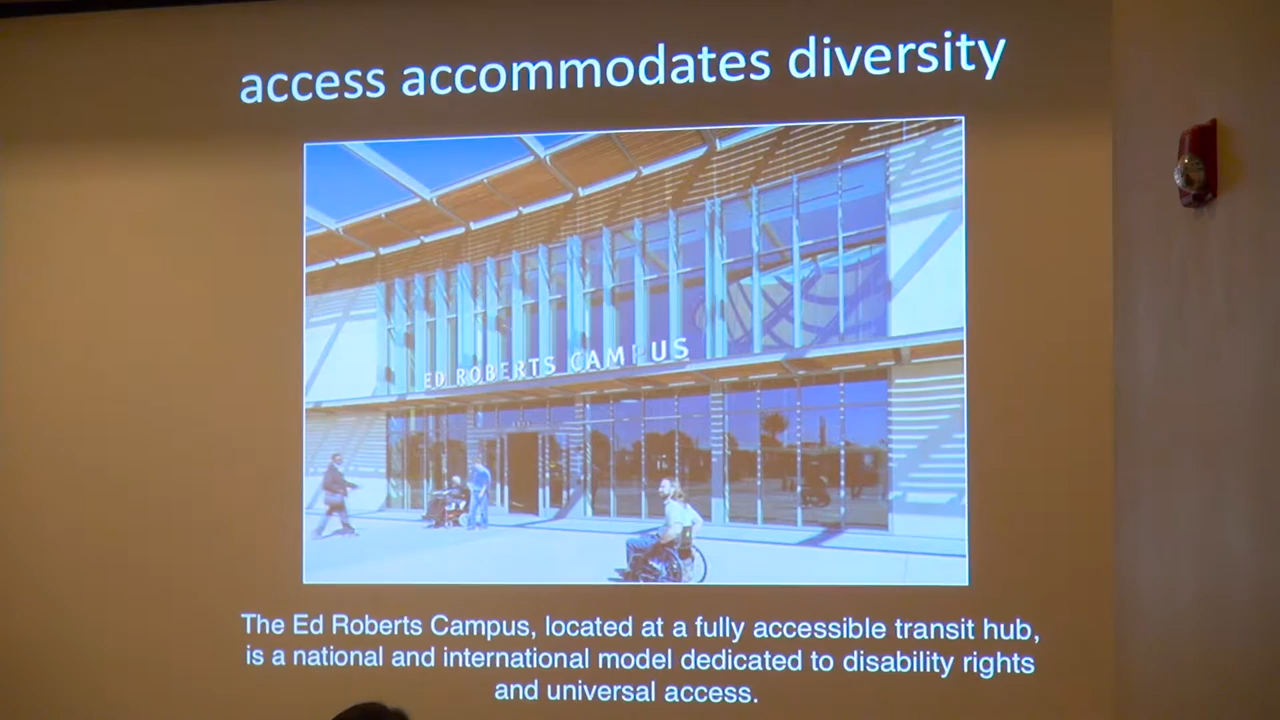 access accommodates diversity
ED ROBERTS CAMPUS
The Ed Roberts Campus, located at a fully accessible transit hub,
is a national and international model dedicated to disability rights
and universal access.